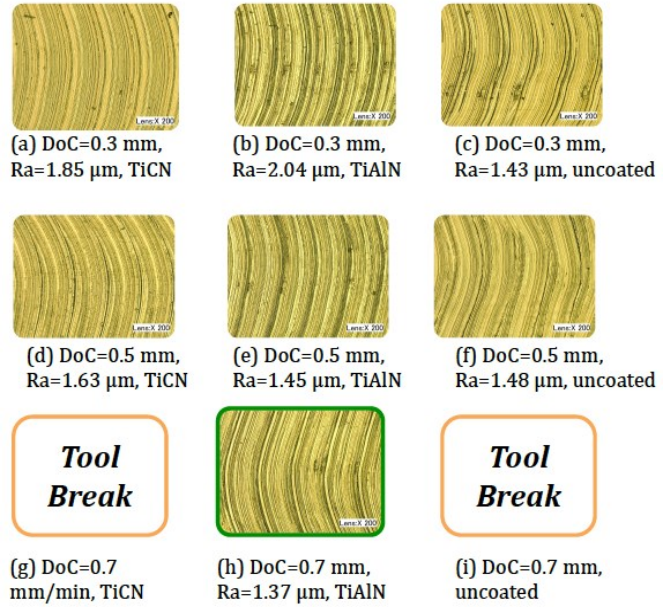 Lens:X 200
Lens:X 200
Lens:X 200
(a) DoC=0.3 mm,
Ra=1.85 µm, TiCN
(b) DoC=0.3 mm,
Ra=2.04 µm, TiAlN
(c) DoC=0.3 mm,
Ra=1.43 µm, uncoated
Lens:X 200
Lens:X 200
Lens:X 200
(d) DoC=0.5 mm,
Ra=1.63 µm, TiCN
(e) DoC=0.5 mm,
Ra=1.45 µm, TiAlN
(f) DoC=0.5 mm,
Ra=1.48 µm, uncoated
Tool
Break
Lens:X 200
Tool
Break
(g) DoC=0.7
mm/min, TiCN
(h) DoC=0.7 mm,
Ra=1.37 µm, TiAlN
(i) DoC=0.7 mm,
uncoated